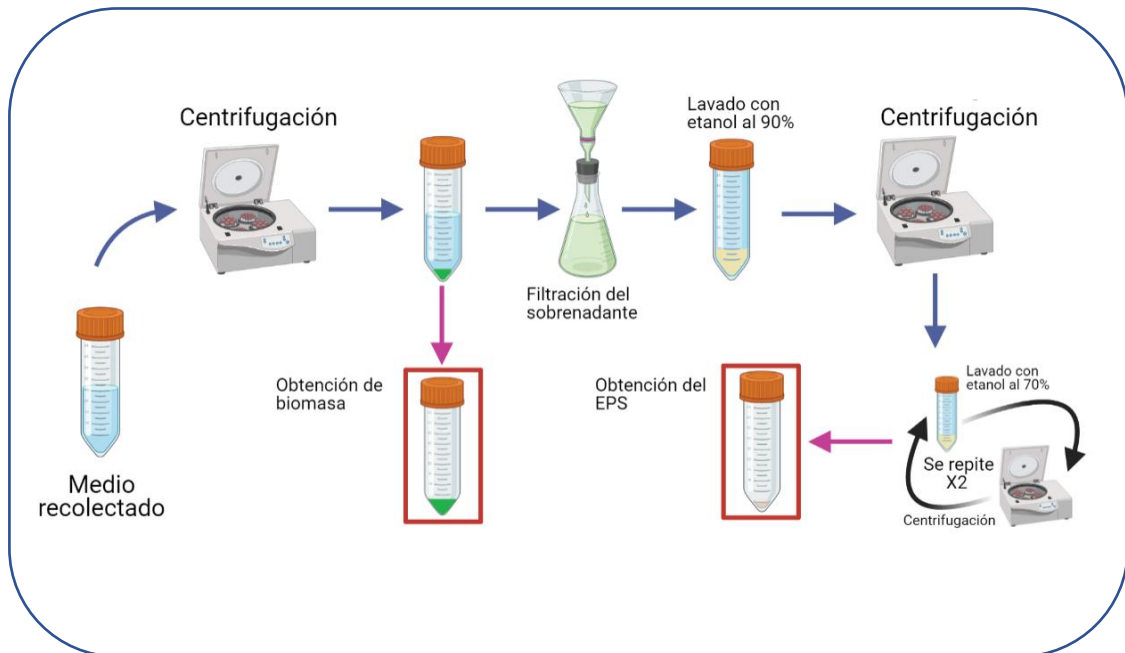 Centrifugación
Lavado con
etanol al 90%
Centrifugación
Filtración del
sobrenadante
Medio
recolectado
Obtención de
biomasa
Obtención del
EPS
Lavado con
etanol al 70%
Se repite
X2
Centrifugación